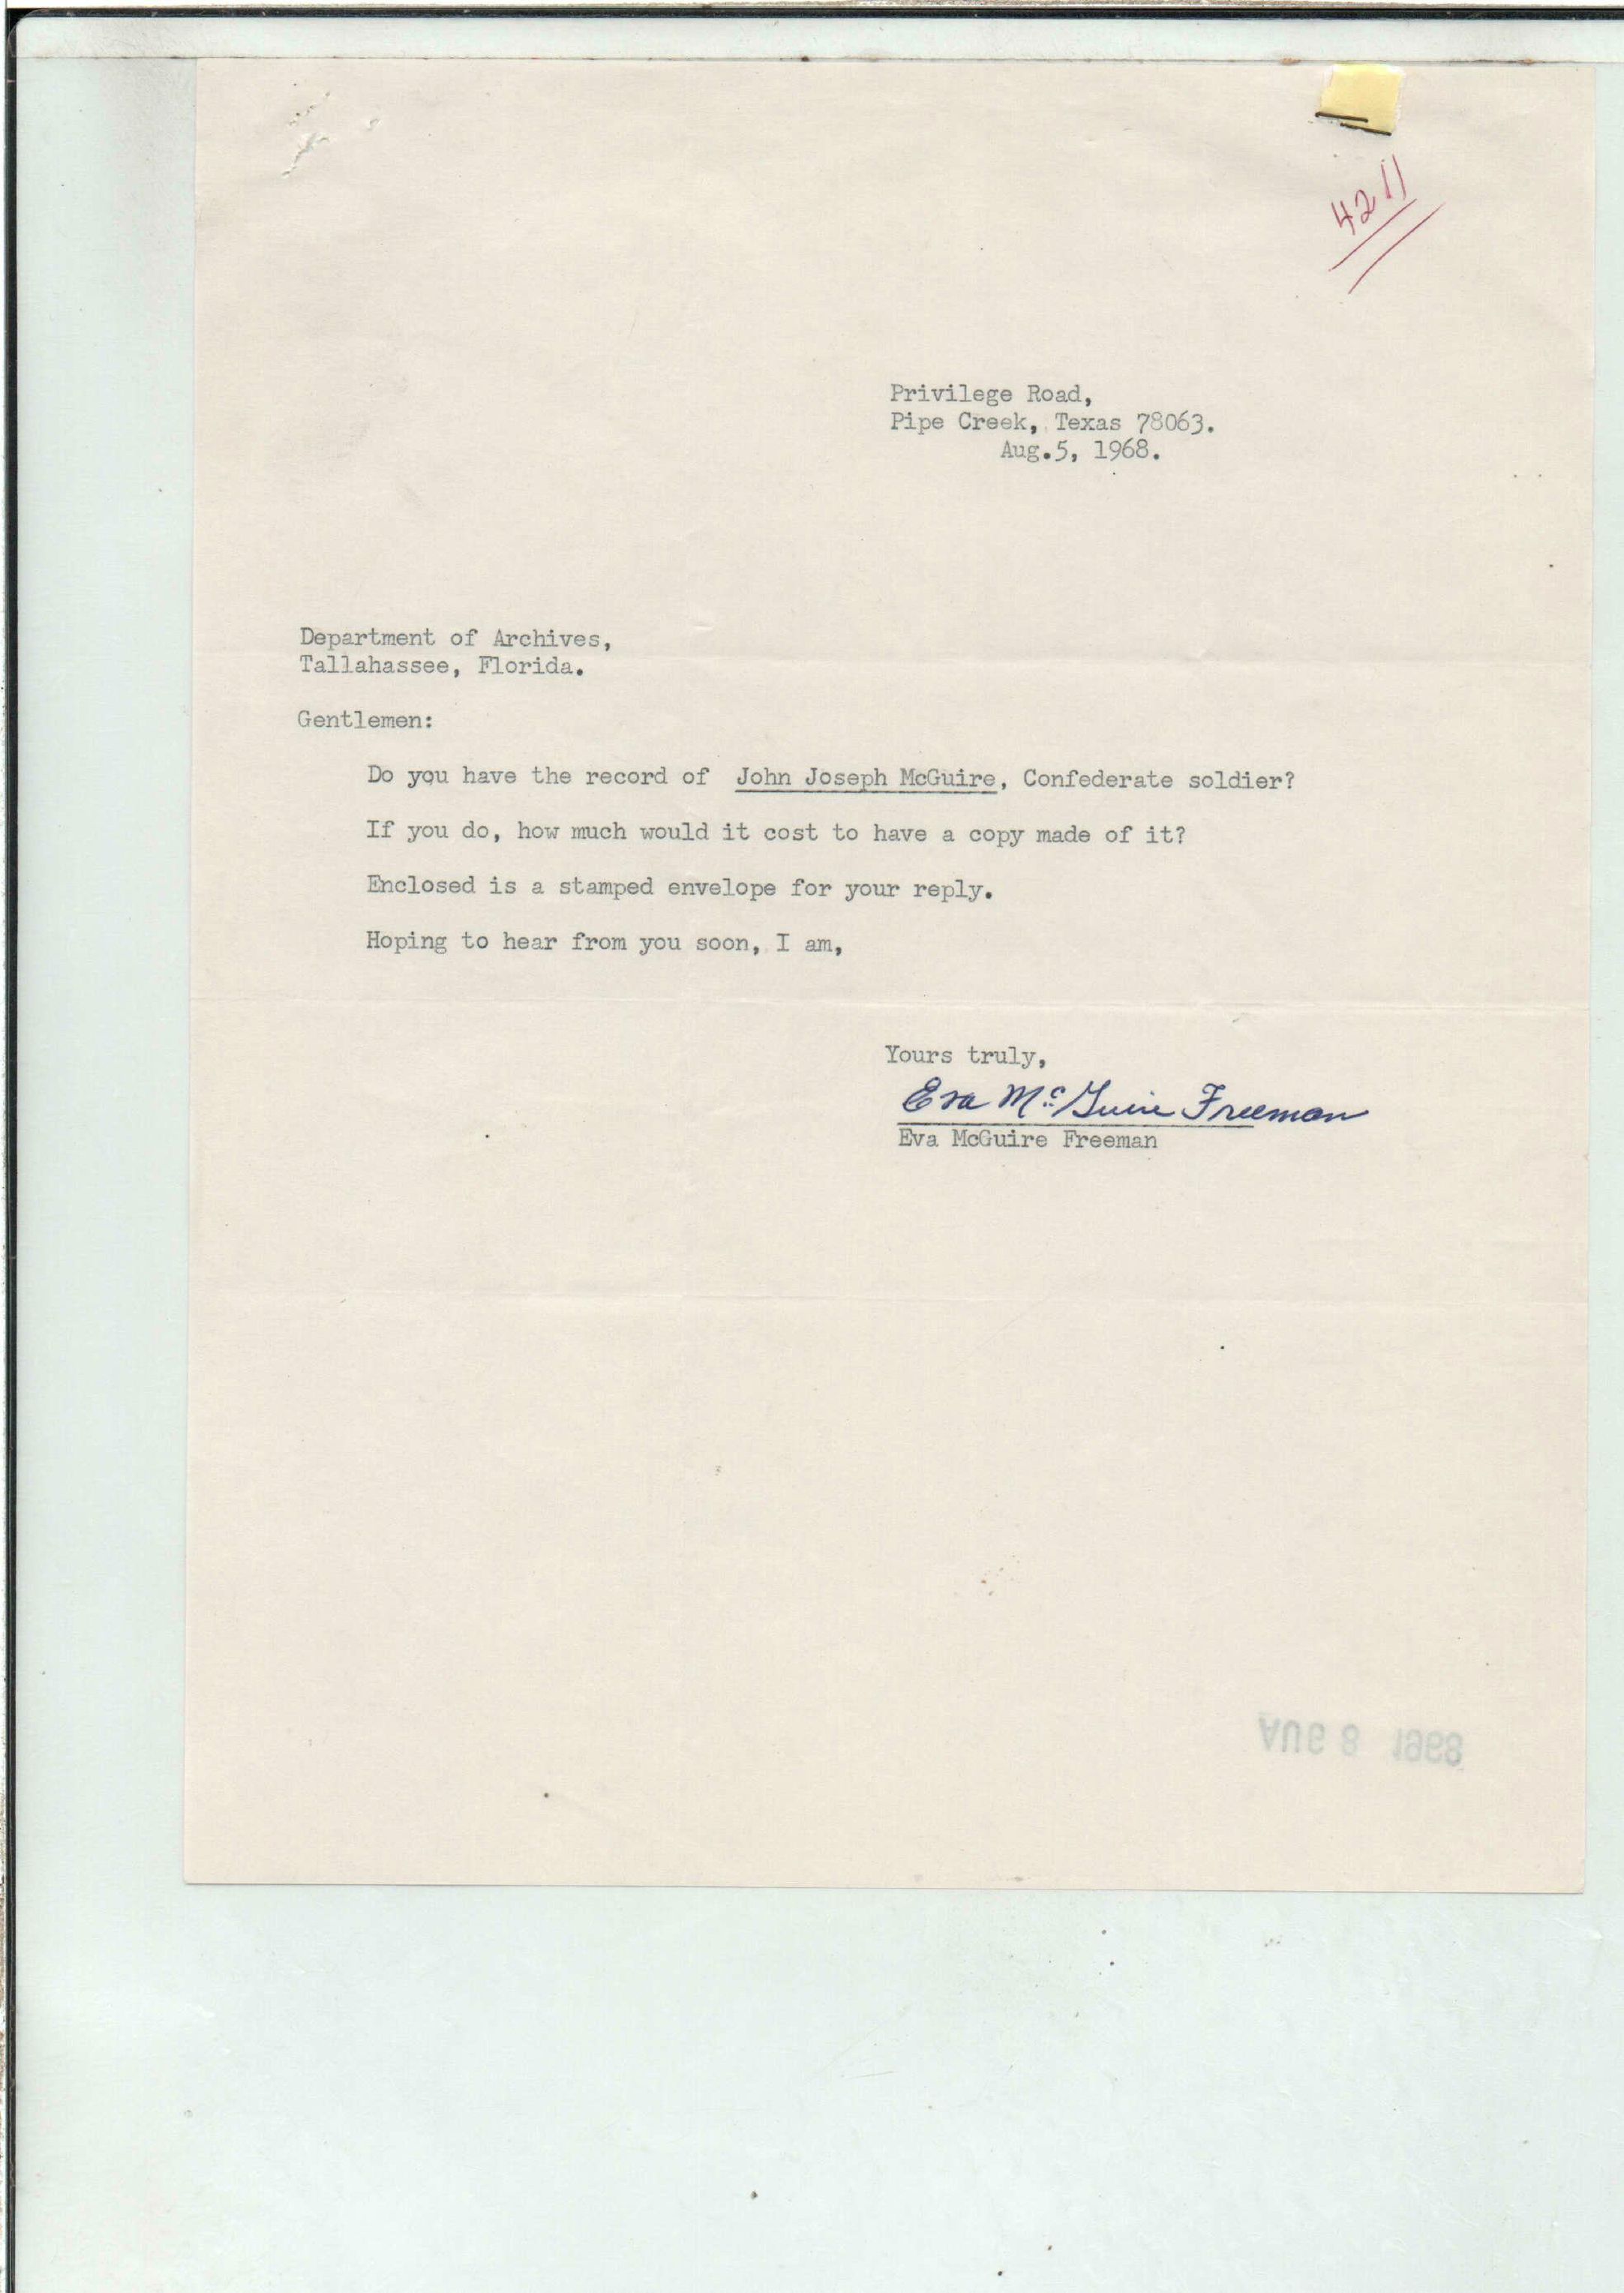 4211
Privilege Road,
Pipe Creek, Texas 78063.
Aug.5, 1968.
Department of Archives,
Tallahassee, Florida.
Gentlemen:
Do you have the record of John Joseph McGuire, Confederate soldier?
If you do, how much would it cost to have a copy made of it?
Enclosed is a stamped envelope for your reply.
Hoping to hear from you soon, I am,
Yours truly,
Eva McGuire Freeman
Eva McGuire Freeman
AUG 8 1968